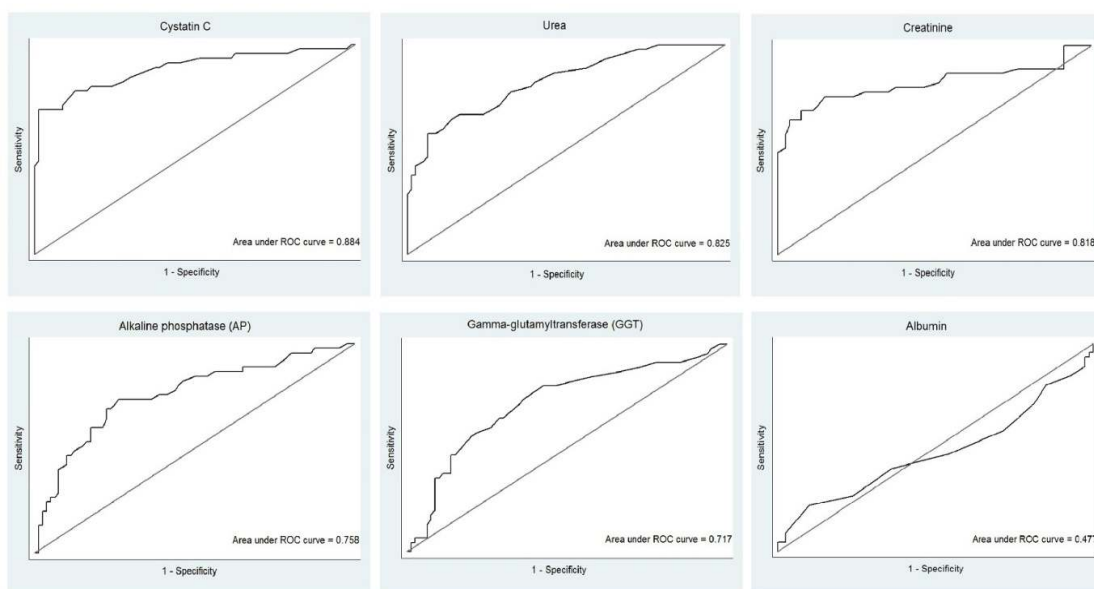 Cystatin C
Sensitivity
Area under ROC curve = 0.884
1 - Specificity
Urea
Sensitivity
Area under ROC curve = 0.825
1 - Specificity
Creatinine
Sensitivity
Area under ROC curve = 0.818
1 - Specificity
Alkaline phosphatase (AP)
Sensitivity
Area under ROC curve = 0.758
1 - Specificity
Gamma-glutamyltransferase (GGT)
Sensitivity
Area under ROC curve = 0.717
1 - Specificity
Albumin
Sensitivity
Area under ROC curve = 0.477
1 - Specificity